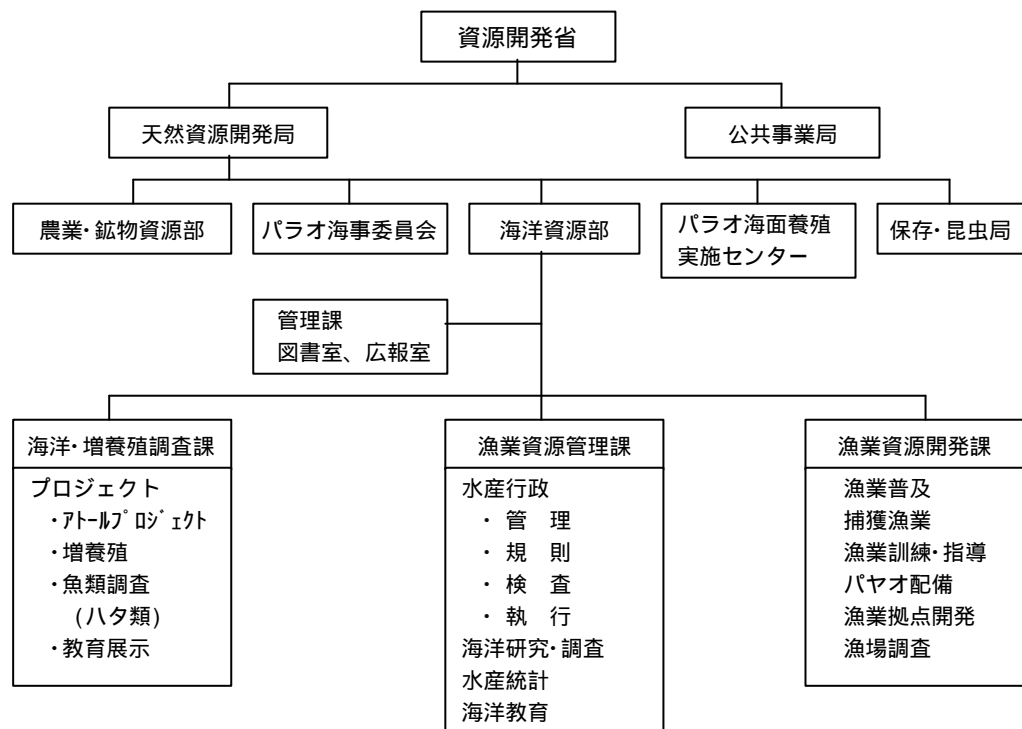 資源開発省
天然資源開発局
公共事業局
農業・鉱物資源部
パラオ海事委員会
海洋資源部
パラオ海面養殖
実施センター
保存・昆虫局
管理課
図書室、広報室
海洋・増養殖調査課
プロジェクト
・ｱﾄｰﾙﾌﾟﾛｼﾞｪｸﾄ
・増養殖
・魚類調査
(ハタ類)
・教育展示
漁業資源管理課
水産行政
・ 管　理
・ 規　則
・ 検　査
・ 執　行
海洋研究・調査
水産統計
海洋教育
漁業資源開発課
漁業普及
捕獲漁業
漁業訓練・指導
パヤオ配備
漁業拠点開発
漁場調査